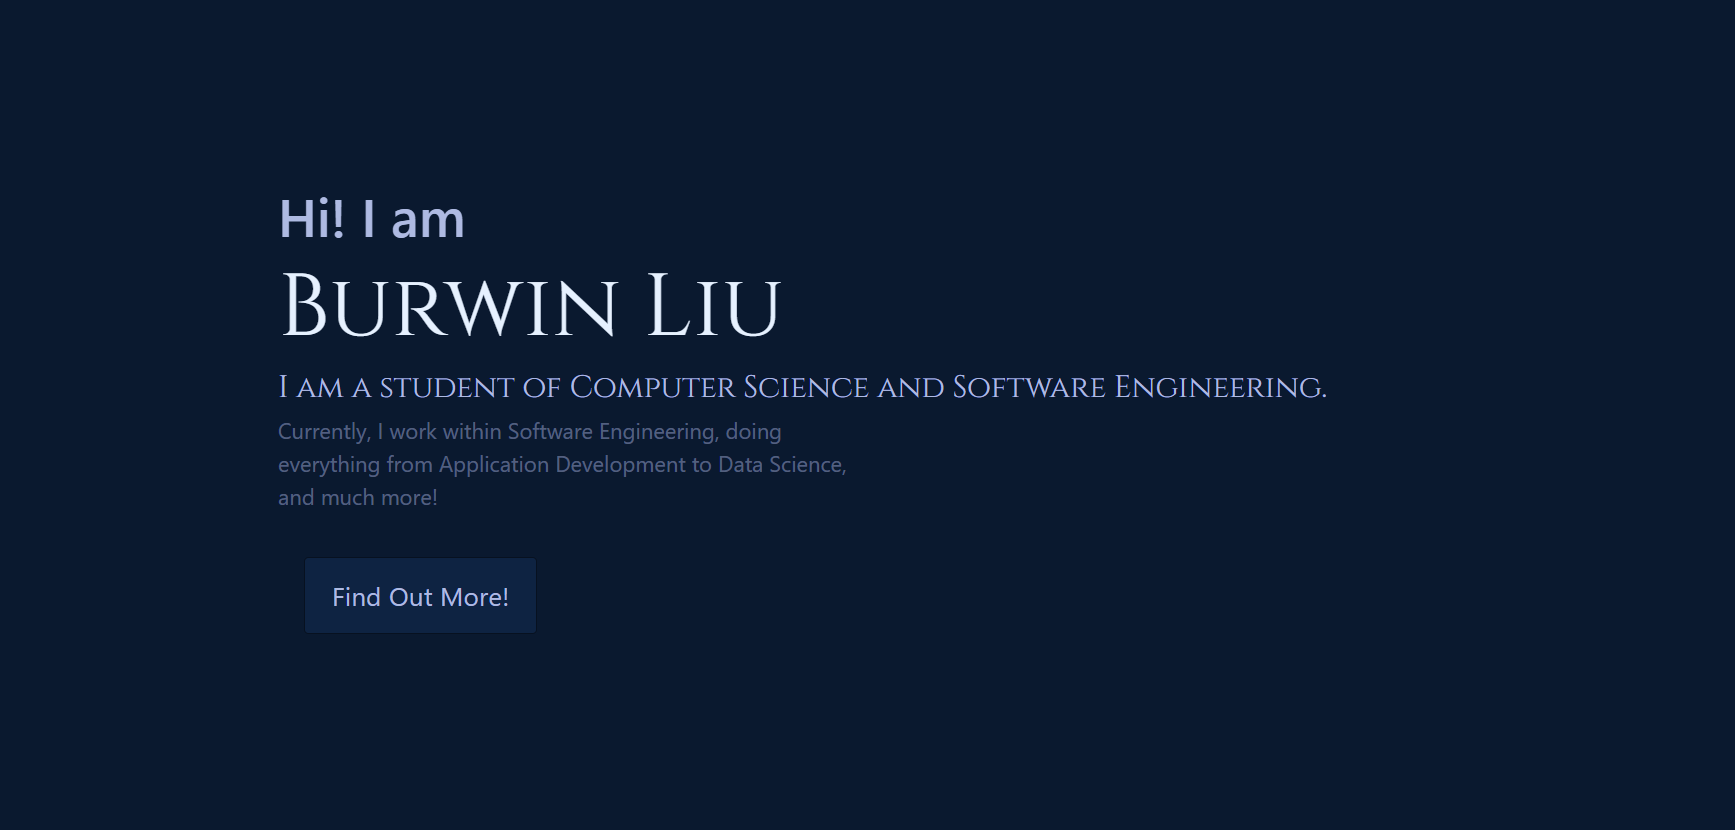 Hi! I am
Burwin Liu
I am a student of Computer Science and Software Engineering.
Currently, I work within Software Engineering, doing
everything from Application Development to Data Science,
and much more!
Find Out More!